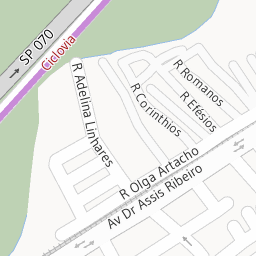 SP 070
Ciclovia
R Adelina Linhares
R Corinthios
R Romanos
R Efésios
R Olga Artacho
Av Dr Assis Ribeiro